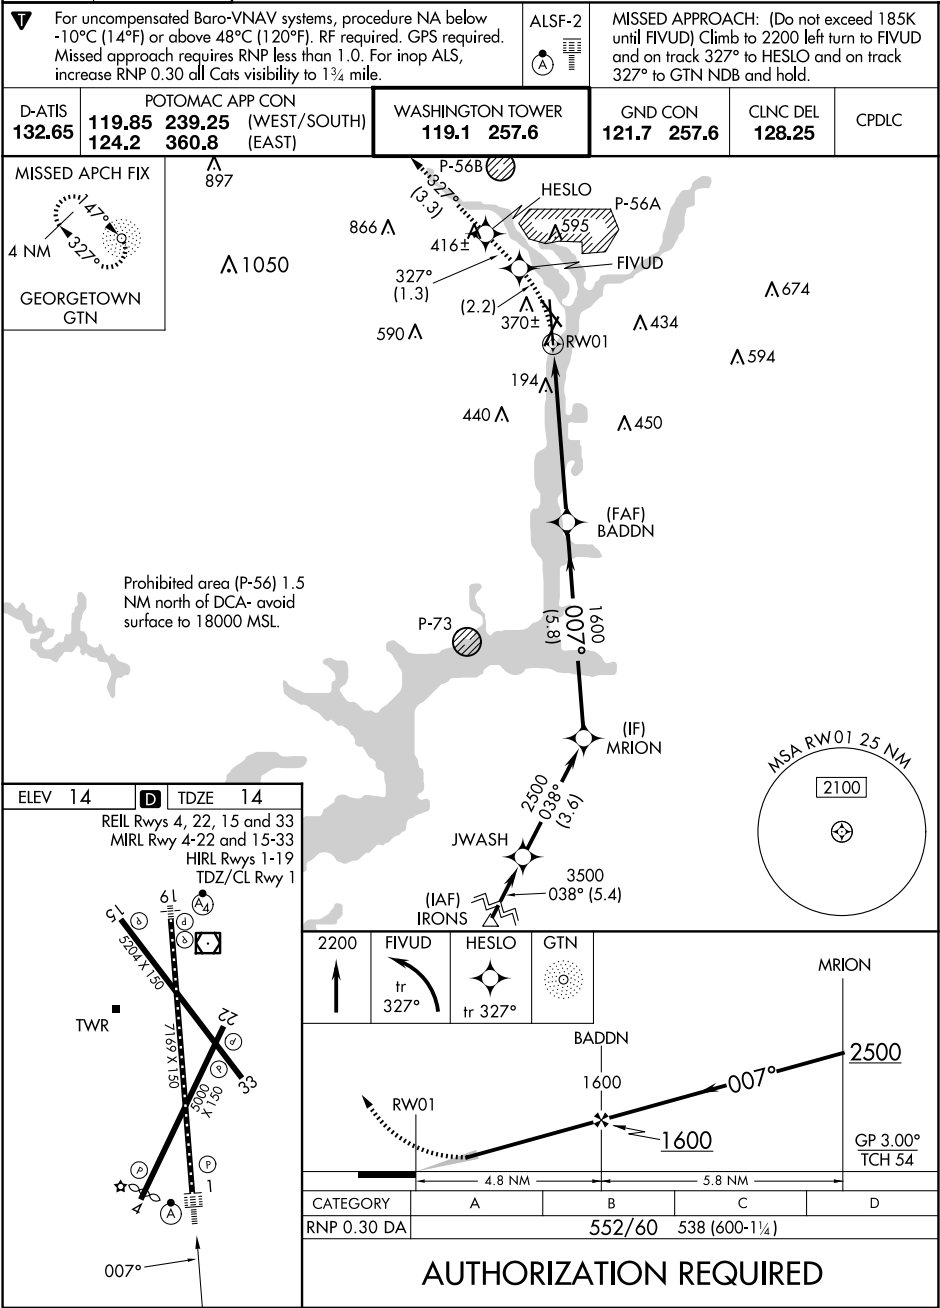 For uncompensated Baro-VNAV systems, procedure NA below
-10°C (14°F) or above 48°C (120°F). RF required. GPS required.
Missed approach requires RNP less than 1.0. For inop ALS,
increase RNP 0.30 all Cats visibility to 1¾ mile.
T
ALSF-2
A
MISSED APPROACH: (Do not exceed 185K
until FIVUD) Climb to 2200 left turn to FIVUD
and on track 327° to HESLO and on track
327° to GTN NDB and hold.
D-ATIS
132.65
POTOMAC APP CON
119.85 239.25 (WEST/SOUTH)
124.2 360.8 (EAST)
WASHINGTON TOWER
119.1 257.6
GND CON
121.7 257.6
CLNC DEL
128.25
CPDLC
MISSED APCH FIX
147°
4 NM
327°
GEORGETOWN
GTN
897
P-56B
327°
(3.3)
HESLO
P-56A
866
416±
595
FIVUD
1050
327°
(1.3)
(2.2)
674
370±
434
590
RW01
594
194
440
450
(FAF)
BADDN
Prohibited area (P-56) 1.5
NM north of DCA- avoid
surface to 18000 MSL.
P-73
1600
007°
(5.8)
(IF)
MRION
MSA RW01 25 NM
2100
2500
038°
(3.6)
JWASH
3500
038° (5.4)
(IAF)
IRONS
ELEV 14
D
TDZE 14
REIL Rwys 4, 22, 15 and 33
MIRL Rwy 4-22 and 15-33
HIRL Rwys 1-19
TDZ/CL Rwy 1
19
A4
15
P
P
P
5204 X 150
TWR
22
7169 X 150
P
P
33
5000
X 150
P
P
1
4
A
007°
2200
FIVUD
tr
327°
HESLO
tr 327°
GTN
MRION
BADDN
2500
1600
007°
RW01
1600
GP 3.00°
TCH 54
4.8 NM
5.8 NM
CATEGORY A B C D
RNP 0.30 DA 552/60 538 (600-1¼)
AUTHORIZATION REQUIRED